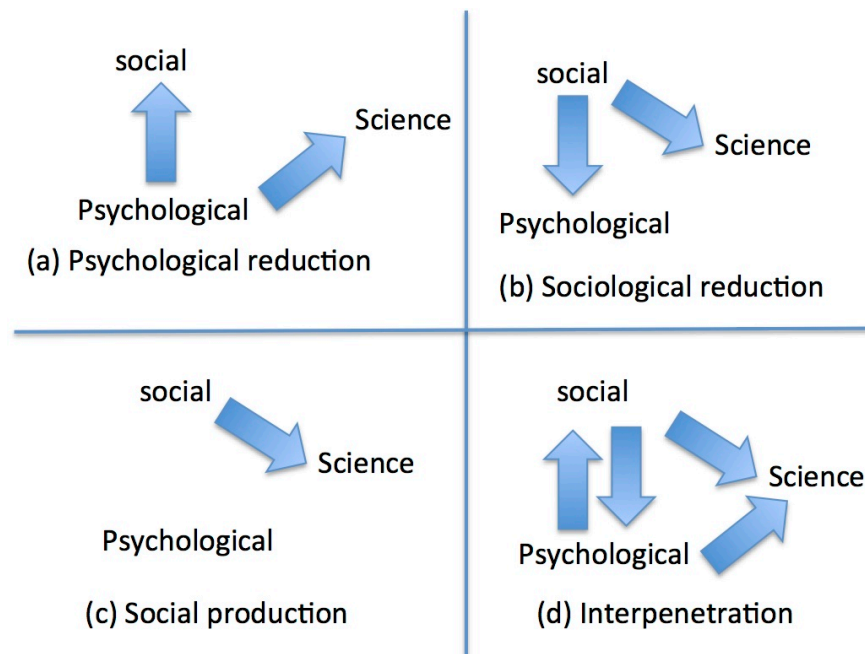 social
Science
Psychological
(a) Psychological reduction
social
Science
Psychological
(b) Sociological reduction
social
Science
Psychological
(c) Social production
social
Science
Psychological
(d) Interpenetration